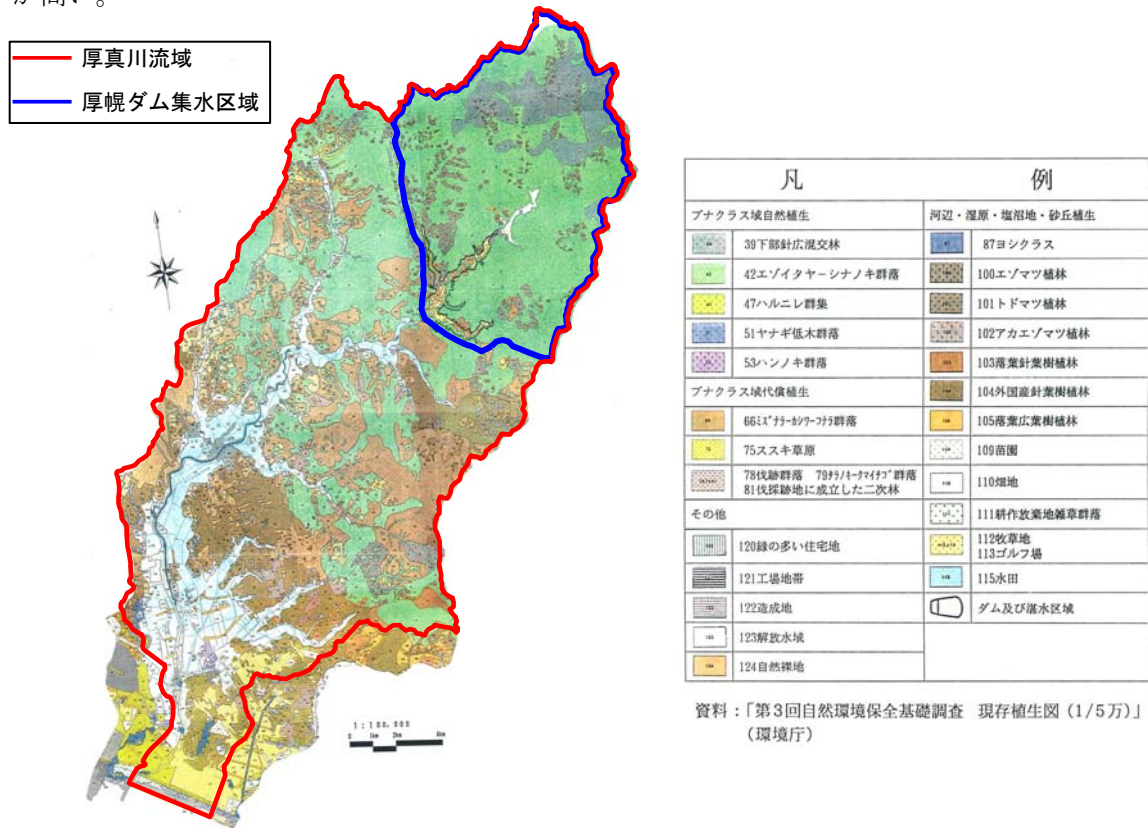 が高い。
厚真川流域
厚幌ダム集水区域
凡 例
ブナクラス域自然植生
39下部針広混交林
42エゾイタヤーシナノキ群落
47ハルニレ群集
51ヤナギ低木群落
53ハンノキ群落
ブナクラス域代償植生
66ミズナラーカシワーコナラ群落
75ススキ草原
78伐跡群落 79タラノキークマイチゴ群落
81伐採跡地に成立した二次林
その他
120緑の多い住宅地
121工場地帯
122造成地
123解放水域
124自然裸地
河辺・湿原・塩沼地・砂丘植生
87ヨシクラス
100エゾマツ植林
101トドマツ植林
102アカエゾマツ植林
103落葉針葉樹植林
104外国産針葉樹植林
105落葉広葉樹植林
109苗園
110畑地
111耕作放棄地雑草群落
112牧草地
113ゴルフ場
115水田
ダム及び湛水区域
1:100,000
資料：「第3回自然環境保全基礎調査 現存植生図（1/5万）」
（環境庁）